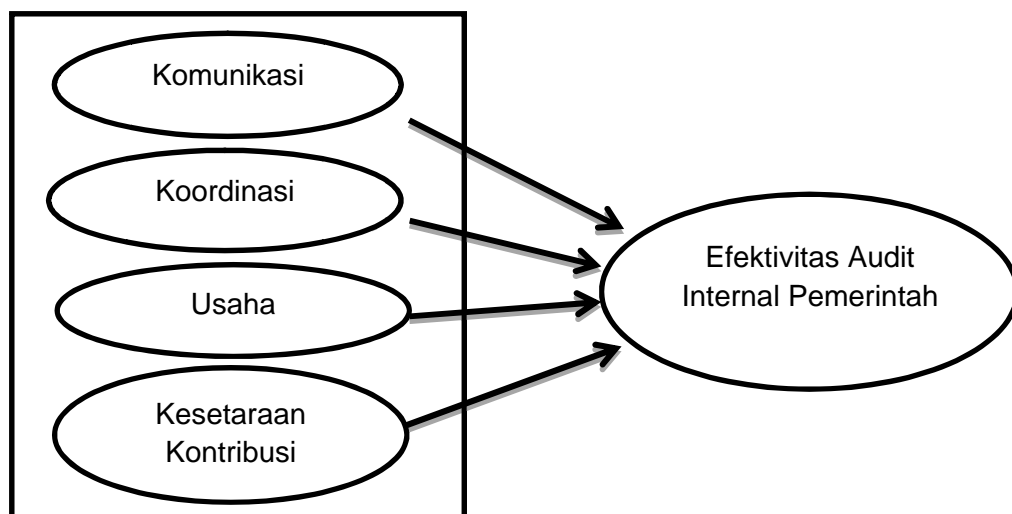 Komunikasi
Koordinasi
Usaha
Kesetaraan
Kontribusi
Efektivitas Audit
Internal Pemerintah